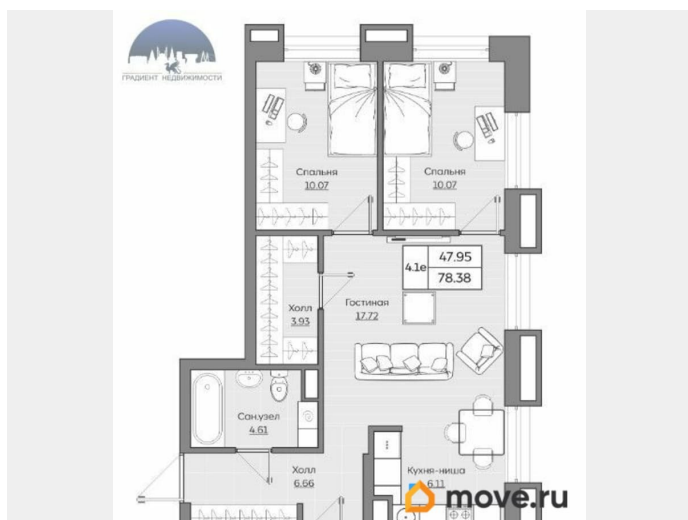 ГРАДИЕНТ НЕДВИЖИМОСТИ
Спальня
10.07
Спальня
10.07
4.1е
47.95
78.38
Холл
3.93
Гостиная
17.72
Сан.узел
4.61
Холл
6.66
Кухня-ниша
6.11
move.ru